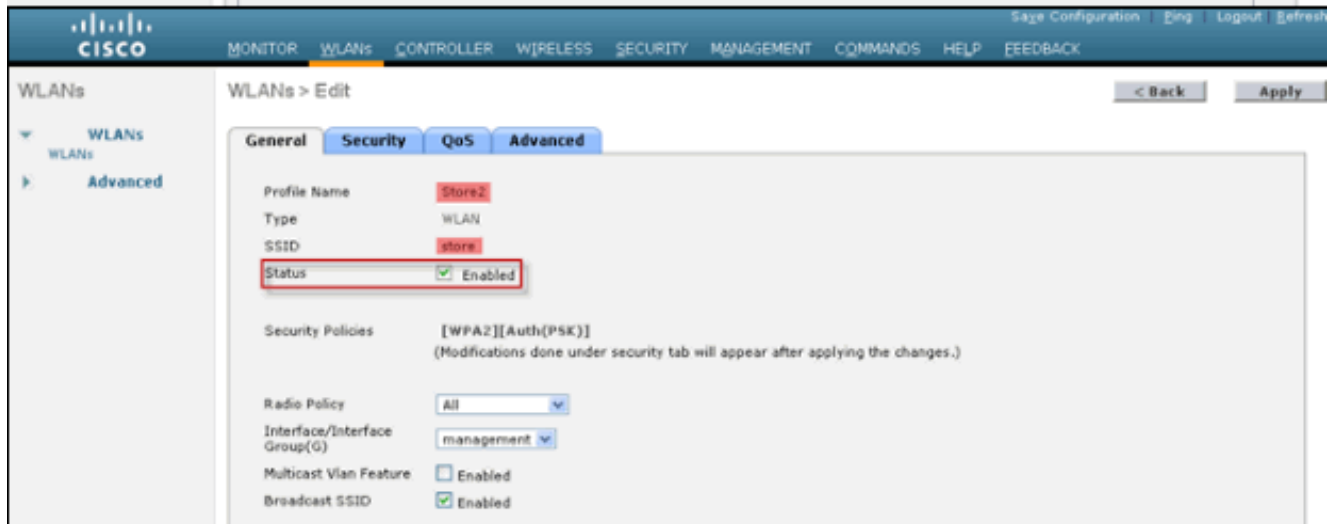 Save Configuration | Ping | Logout | Refresh
CISCO
MONITOR WLANs CONTROLLER WIRELESS SECURITY MANAGEMENT COMMANDS HELP FEEDBACK
WLANs
WLANs > Edit
< Back Apply
WLANs
WLANs
Advanced
General Security QoS Advanced
Profile Name Store2
Type WLAN
SSID store
Status Enabled
Security Policies [WPA2][Auth(PSK)]
(Modifications done under security tab will appear after applying the changes.)
Radio Policy All
Interface/Interface
Group(G) management
Multicast Vlan Feature Enabled
Broadcast SSID Enabled